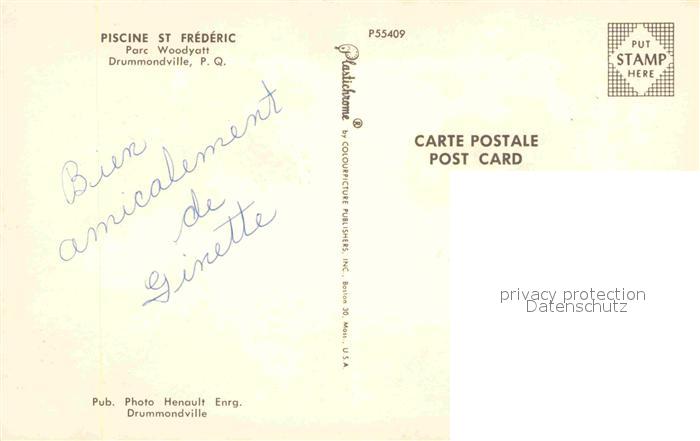 PISCINE ST FRÉDÉRIC
Parc Woodyatt
Drummondville, P. Q.
Bien
amicalement
de
Ginette
Pub. Photo Henault Enrg.
Drummondville
Plastichrome ® by COLOURPICTURE PUBLISHERS, INC., Boston 30, Mass., U.S.A.
P55409
PUT
STAMP
HERE
CARTE POSTALE
POST CARD
privacy protection
Datenschutz